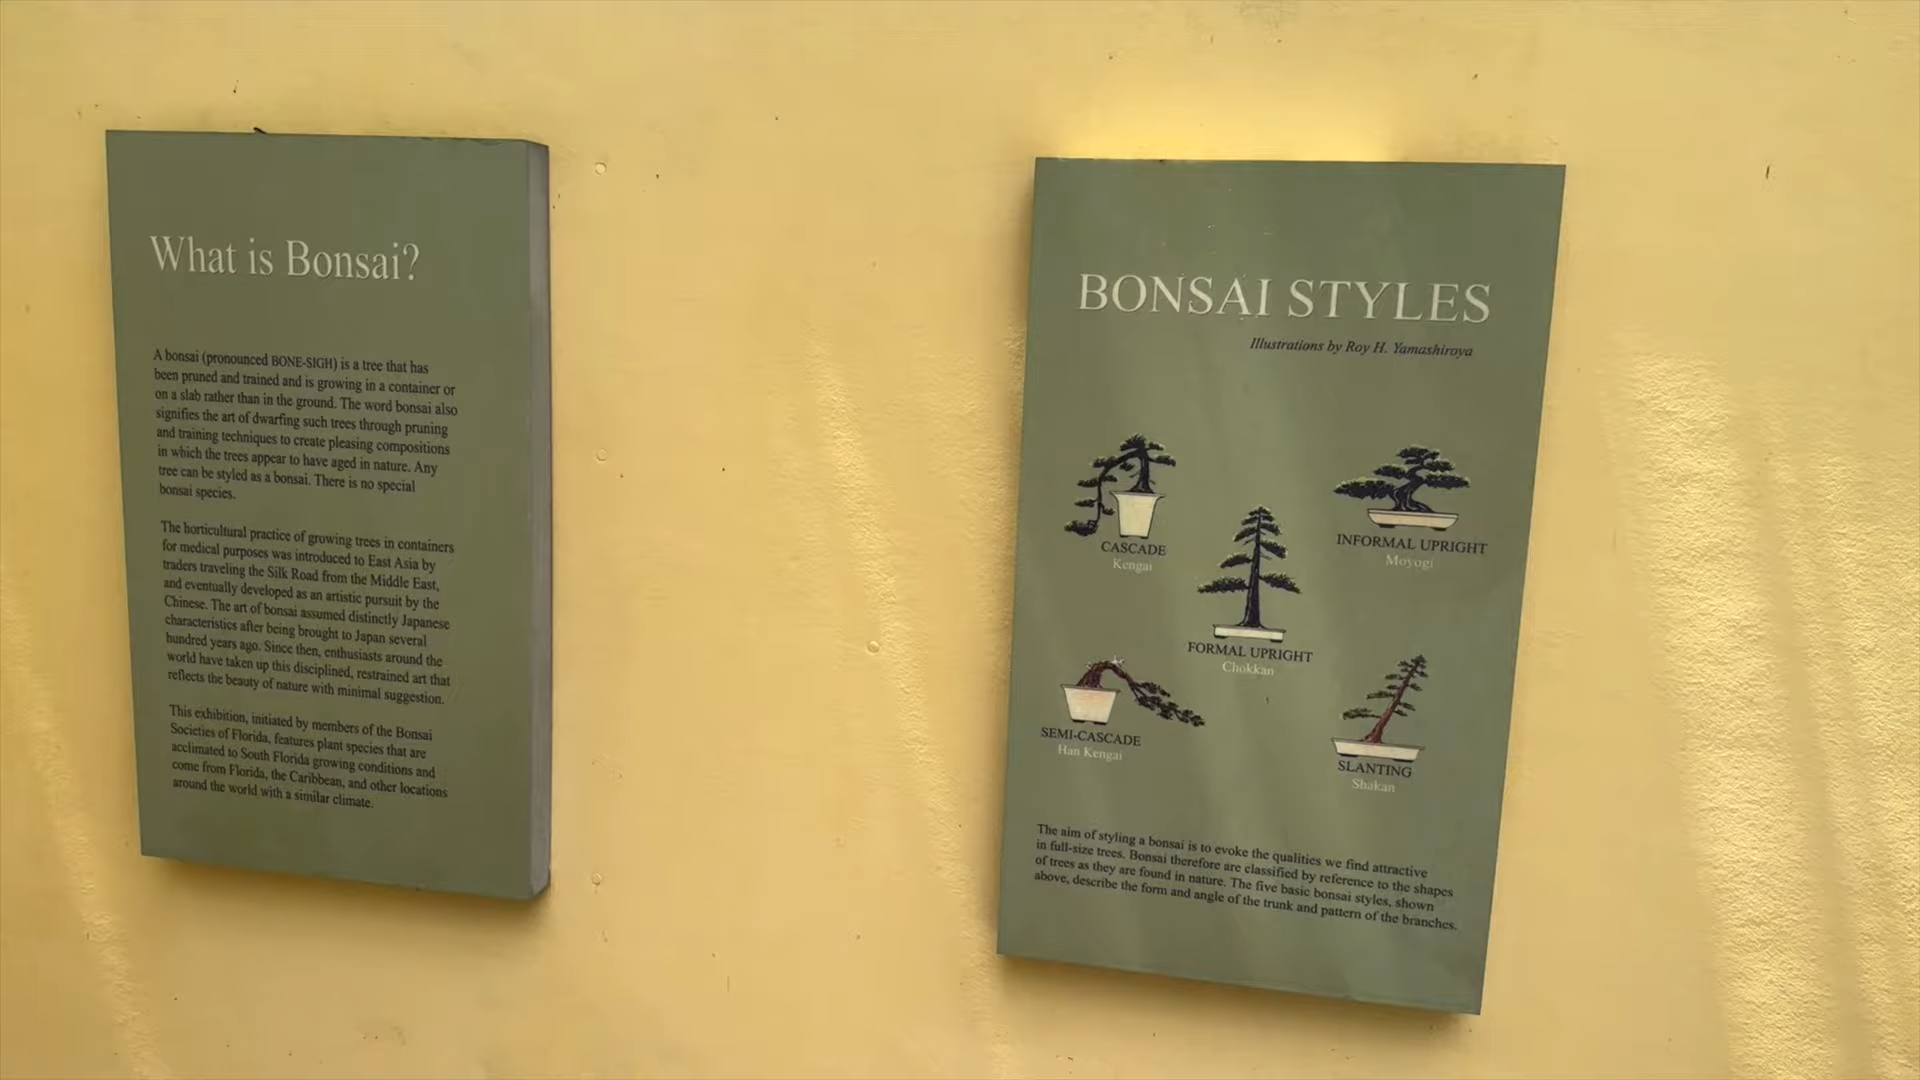 What is Bonsai?
A bonsai (pronounced BONE-SIGH) is a tree that has
been pruned and trained and is growing in a container or
on a slab rather than in the ground. The word bonsai also
signifies the art of dwarfing such trees through pruning
and training techniques to create pleasing compositions
in which the trees appear to have aged in nature. Any
tree can be styled as a bonsai. There is no special
bonsai species.
The horticultural practice of growing trees in containers
for medical purposes was introduced to East Asia by
traders traveling the Silk Road from the Middle East,
and eventually developed as an artistic pursuit by the
Chinese. The art of bonsai assumed distinctly Japanese
characteristics after being brought to Japan several
hundred years ago. Since then, enthusiasts around the
world have taken up this disciplined, restrained art that
reflects the beauty of nature with minimal suggestion.
This exhibition, initiated by members of the Bonsai
Societies of Florida, features plant species that are
acclimated to South Florida growing conditions and
come from Florida, the Caribbean, and other locations
around the world with a similar climate.
BONSAI STYLES
Illustrations by Roy H. Yamashiroya
CASCADE
Kengai
INFORMAL UPRIGHT
Moyogi
FORMAL UPRIGHT
Chokkan
SEMI-CASCADE
Han Kengai
SLANTING
Shakan
The aim of styling a bonsai is to evoke the qualities we find attractive
in full-size trees. Bonsai therefore are classified by reference to the shapes
of trees as they are found in nature. The five basic bonsai styles, shown
above, describe the form and angle of the trunk and pattern of the branches.